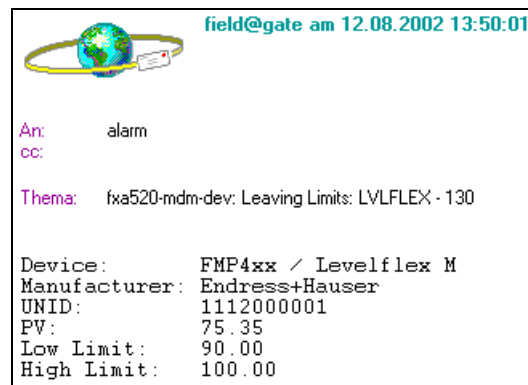 field@gate am 12.08.2002 13:50:01
An: alarm
cc:
Thema: fxa520-mdm-dev: Leaving Limits: LVLFLEX - 130
Device: FMP4xx / Levelflex M
Manufacturer: Endress+Hauser
UNID: 1112000001
PV: 75.35
Low Limit: 90.00
High Limit: 100.00